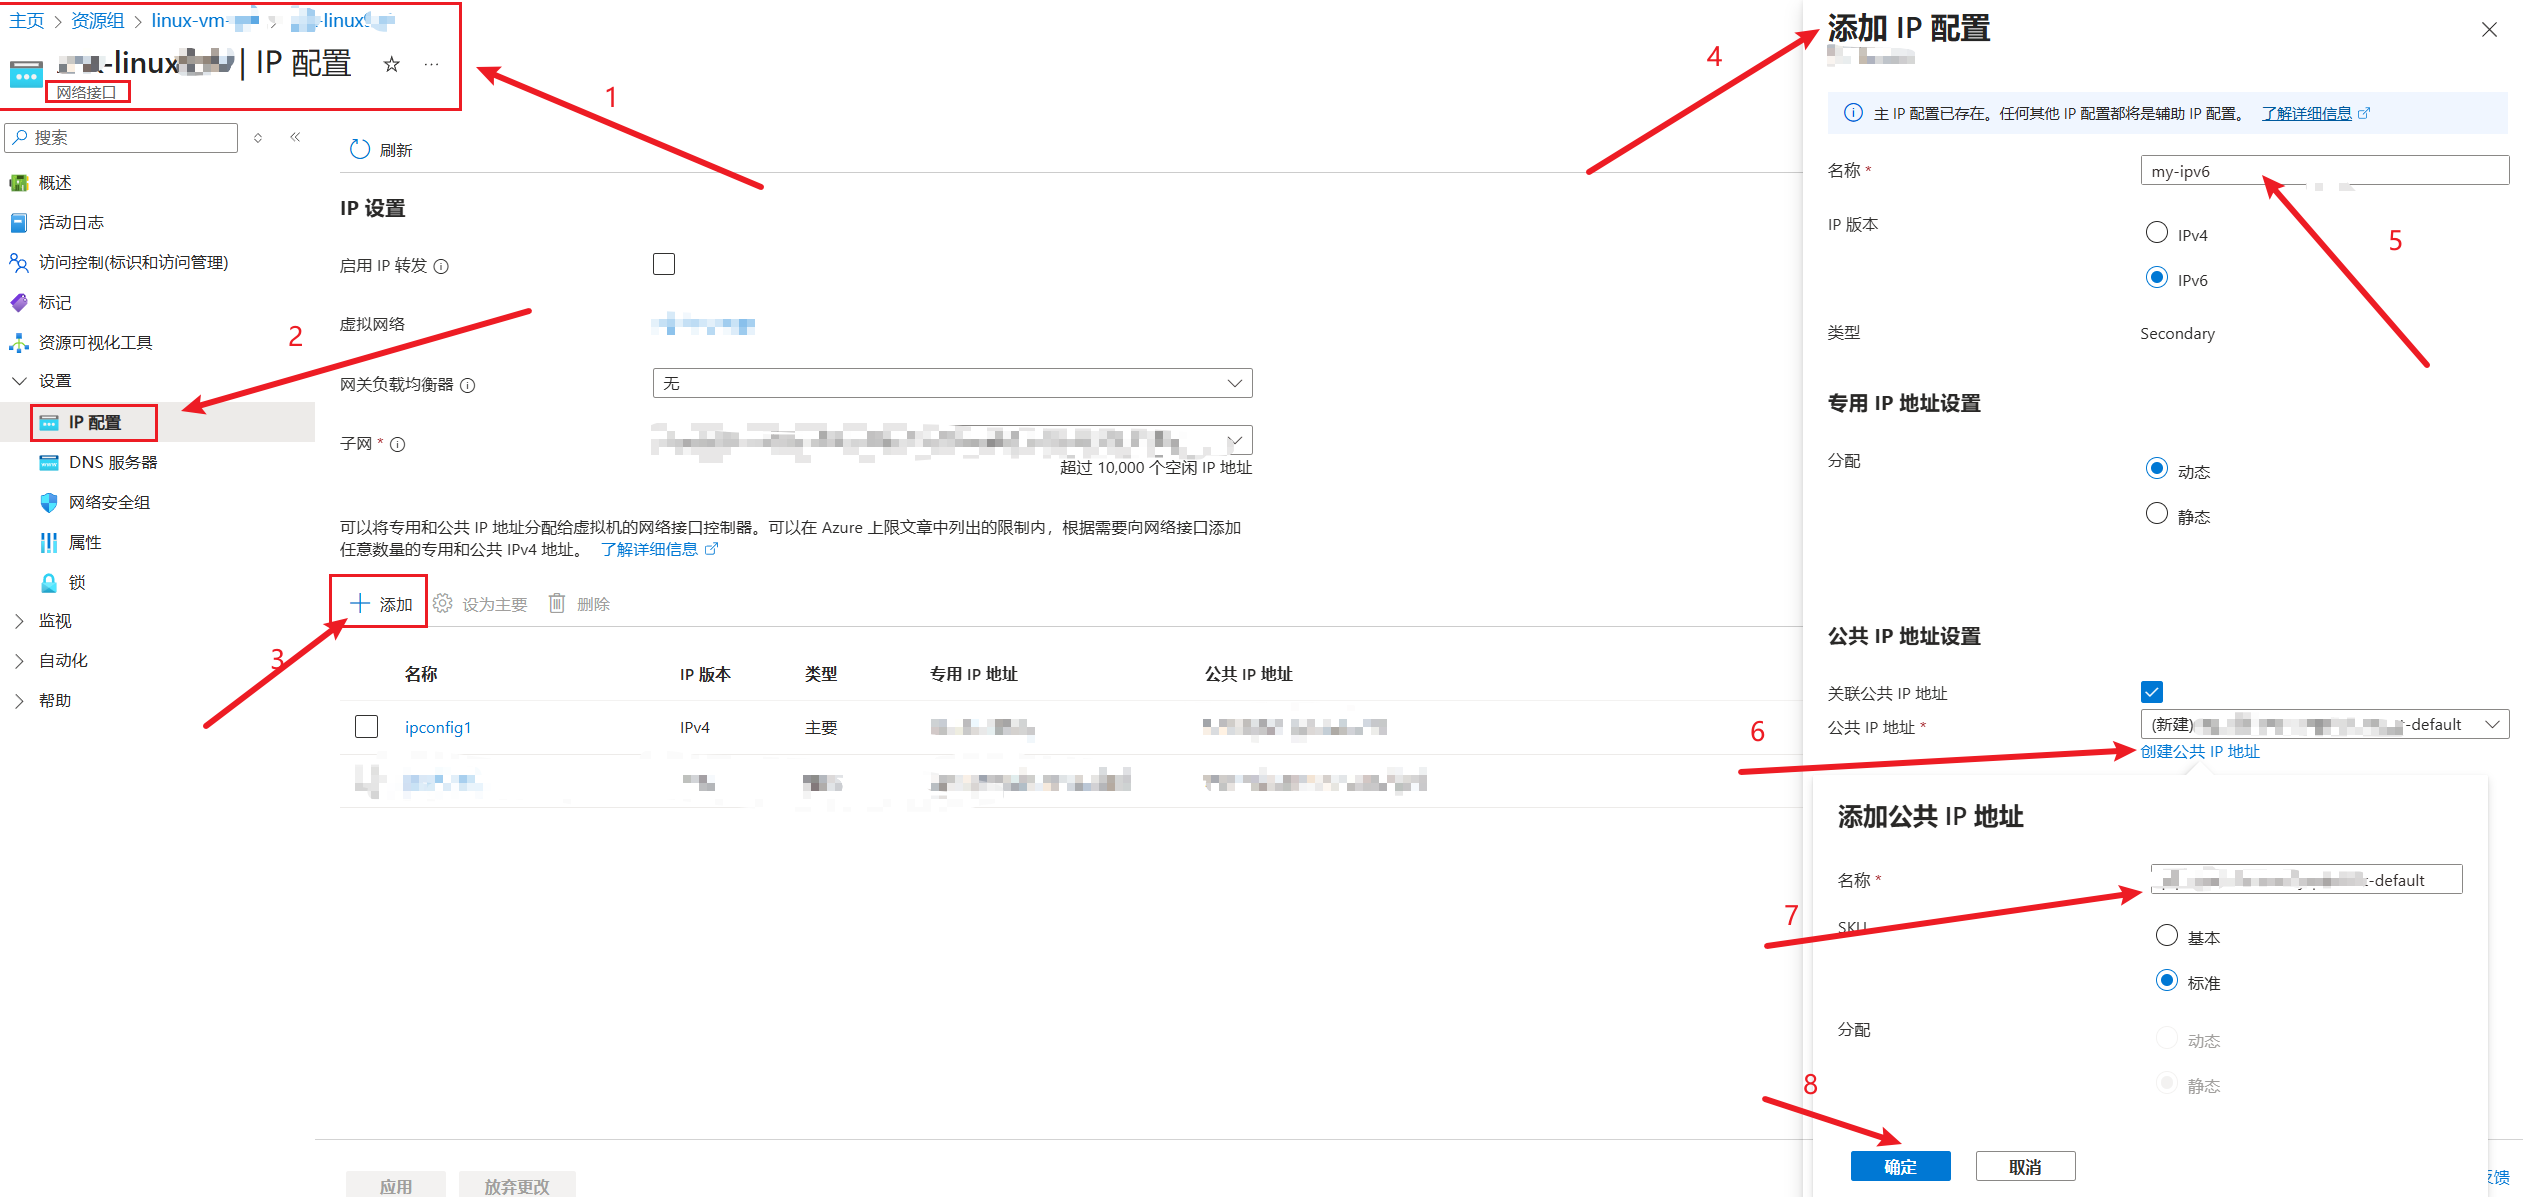 主页 > 资源组 > linux-vm- > -linux
-linux | IP 配置 ☆ ...
网络接口
1
搜索
刷新
概述
活动日志
访问控制(标识和访问管理)
标记
资源可视化工具
设置
IP 配置
DNS 服务器
网络安全组
属性
锁
监视
自动化
帮助
2
IP 设置
启用 IP 转发
虚拟网络
网关负载均衡器
无
子网 *
超过 10,000 个空闲 IP 地址
可以将专用和公共 IP 地址分配给虚拟机的网络接口控制器。可以在 Azure 上限文章中列出的限制内，根据需要向网络接口添加
任意数量的专用和公共 IPv4 地址。 了解详细信息
添加 设为主要 删除
3
名称 IP 版本 类型 专用 IP 地址 公共 IP 地址
ipconfig1 IPv4 主要
应用 放弃更改
4
添加 IP 配置
主 IP 配置已存在。任何其他 IP 配置都将是辅助 IP 配置。 了解详细信息
名称 * my-ipv6
5
IP 版本
IPv4
IPv6
类型 Secondary
专用 IP 地址设置
分配
动态
静态
公共 IP 地址设置
关联公共 IP 地址
公共 IP 地址 * (新建) -default
6
创建公共 IP 地址
添加公共 IP 地址
名称 * -default
7
SKU
基本
标准
分配
动态
静态
8
确定 取消
反馈